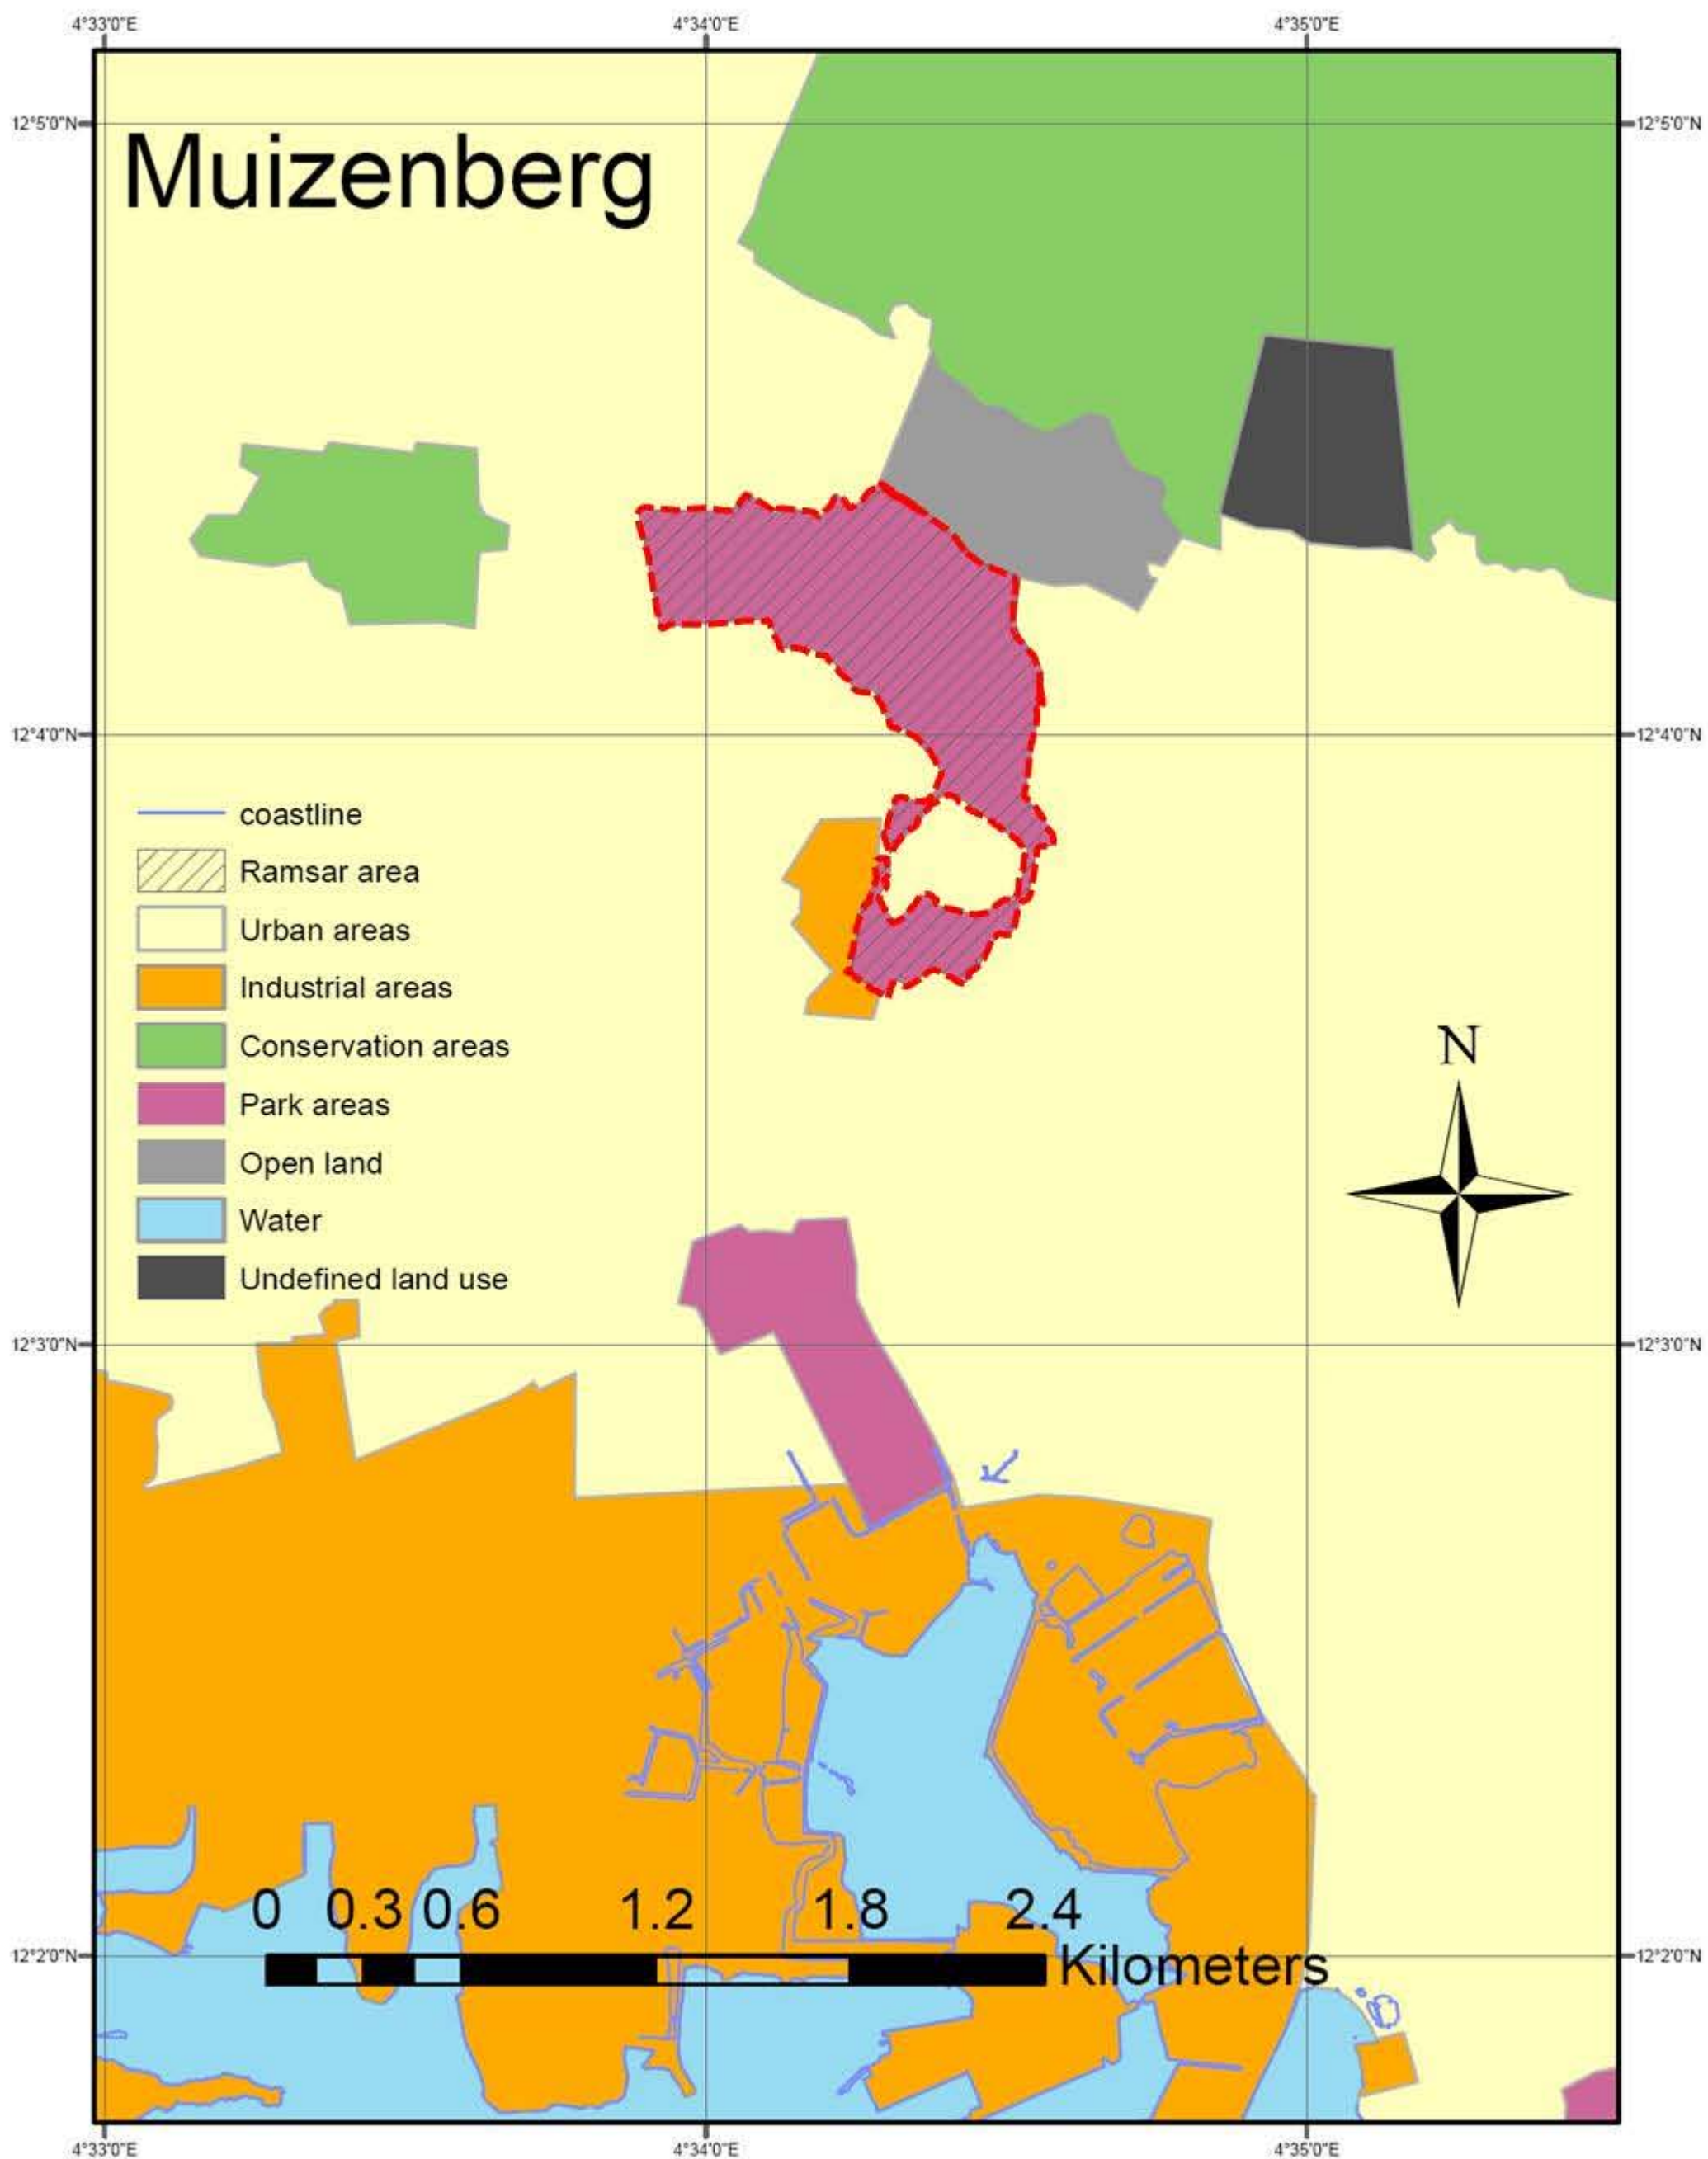 4°33'0"E 4°34'0"E 4°35'0"E
12°5'0"N 12°5'0"N
Muizenberg
12°4'0"N 12°4'0"N
coastline
Ramsar area
Urban areas
Industrial areas
Conservation areas
N
Park areas
Open land
Water
Undefined land use
12°3'0"N 12°3'0"N
0 0.3 0.6 1.2 1.8 2.4
12°2'0"N Kilometers 12°2'0"N
4°33'0"E 4°34'0"E 4°35'0"E